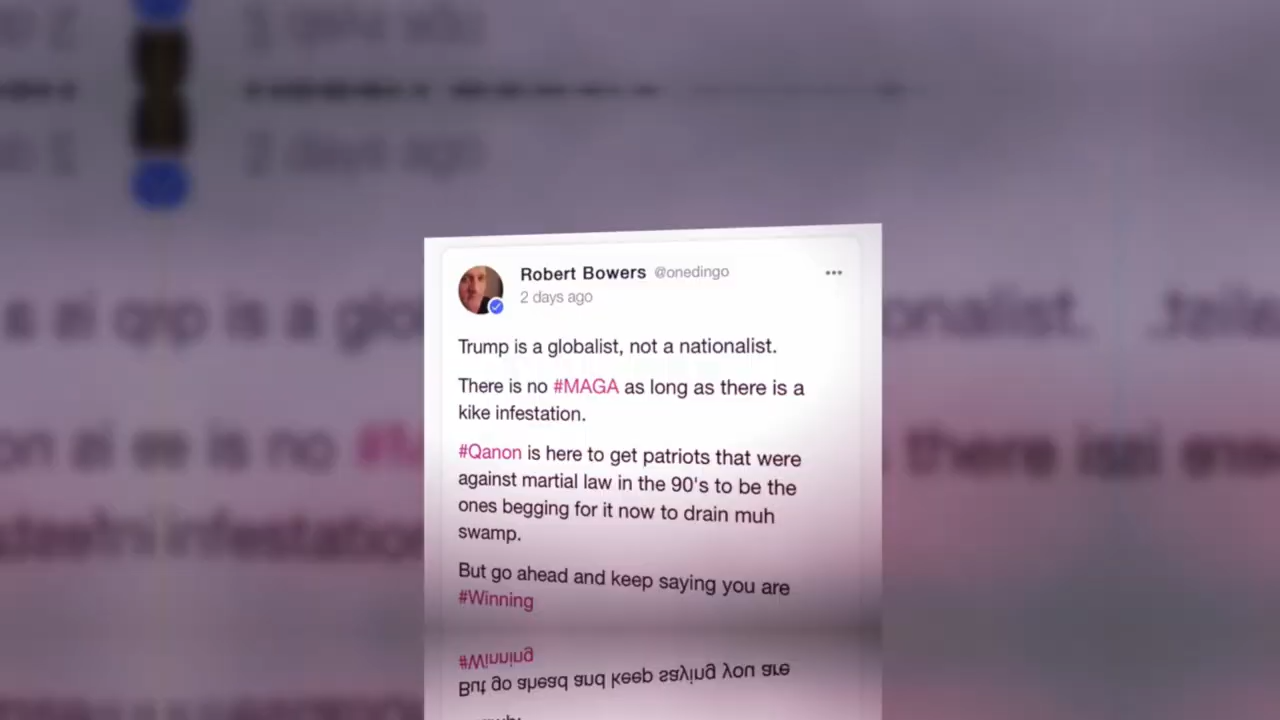 Robert Bowers @onedingo
2 days ago
Trump is a globalist, not a nationalist.
There is no #MAGA as long as there is a
kike infestation.
#Qanon is here to get patriots that were
against martial law in the 90's to be the
ones begging for it now to drain muh
swamp.
But go ahead and keep saying you are
#Winning